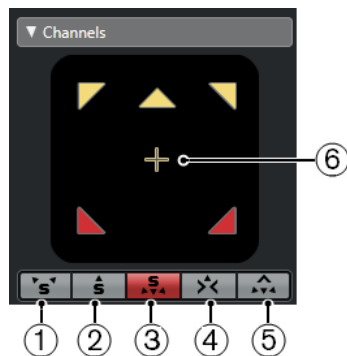 ▼ Channels
⑥
s s s
① ② ③ ④ ⑤